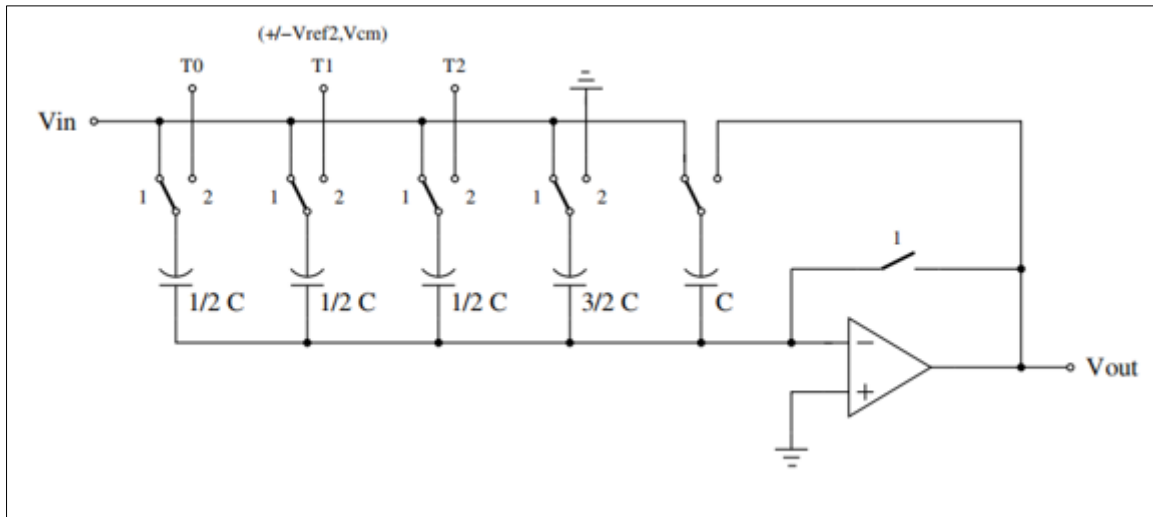 (+/−Vref2,Vcm)
T0 T1 T2
Vin
1 2 1 2 1 2 1 2
1
1/2 C 1/2 C 1/2 C 3/2 C C
−
+
Vout